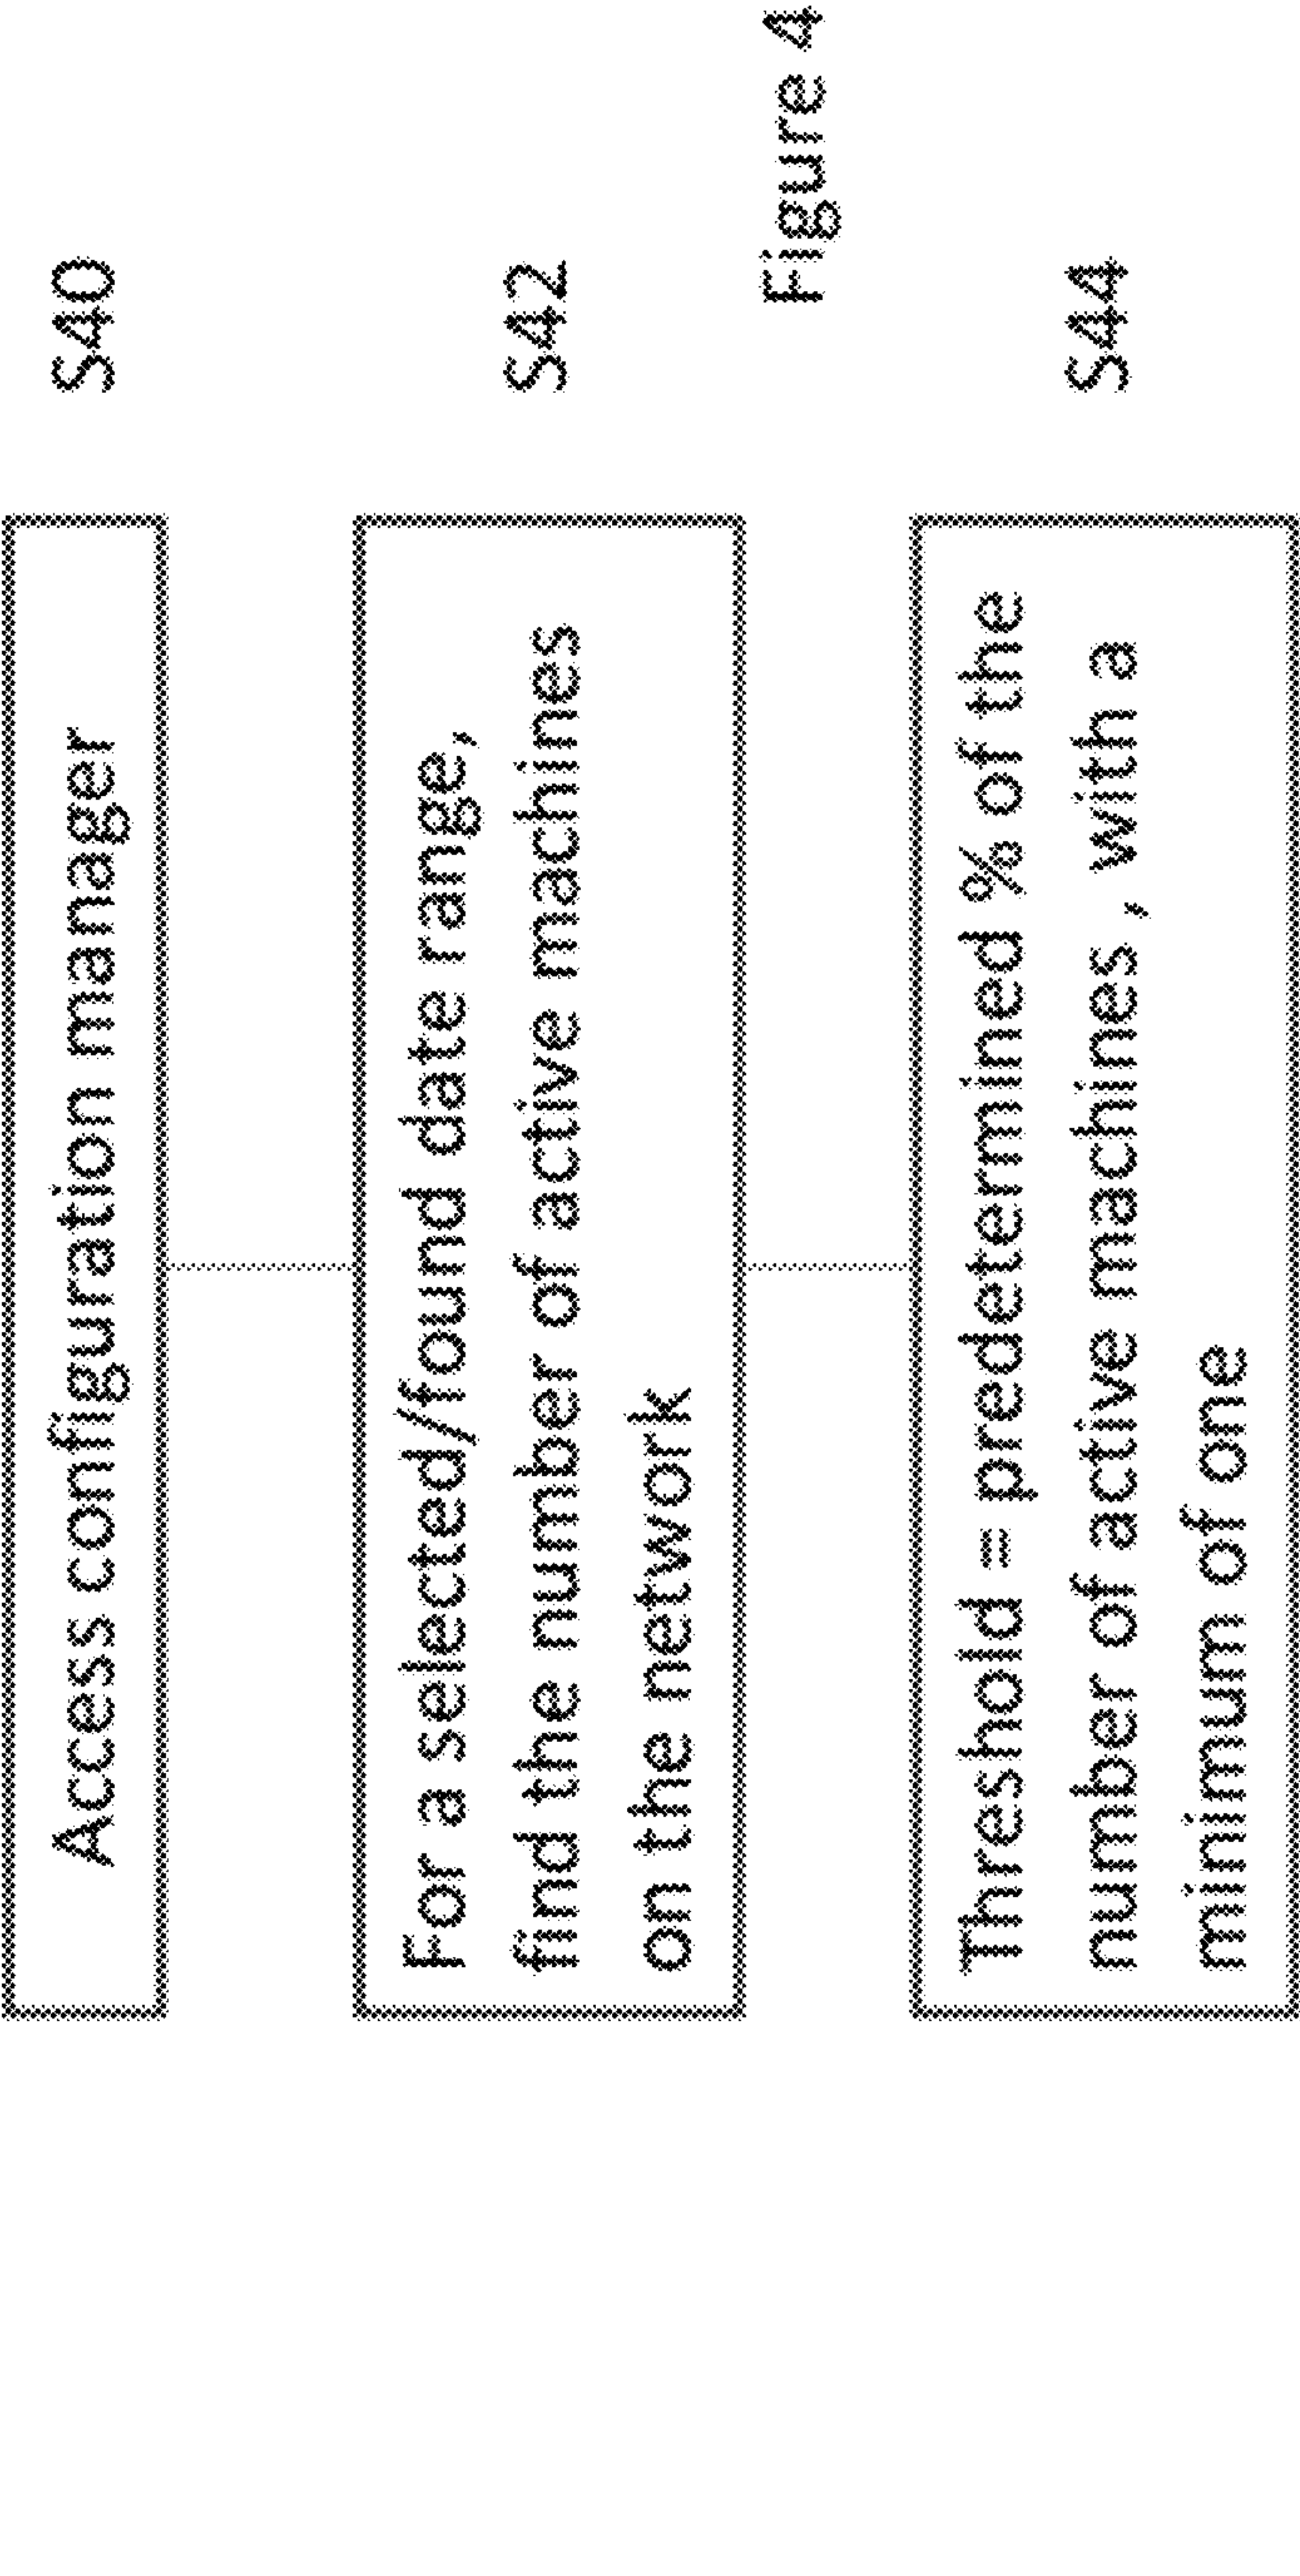 Access configuration manager
S40
For a selected/found date range,
find the number of active machines
on the network
S42
Threshold = predetermined % of the
number of active machines, with a
minimum of one
S44
Figure 4